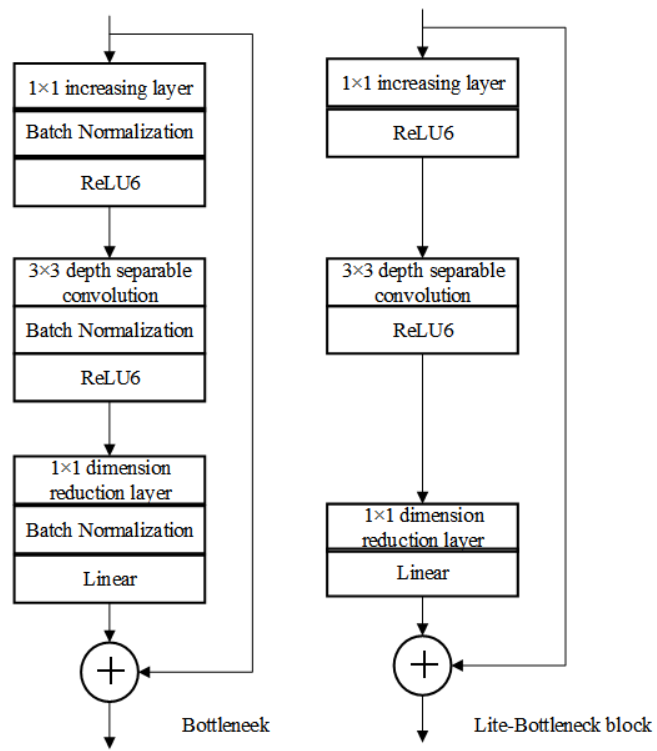 1×1 increasing layer
Batch Normalization
ReLU6
3×3 depth separable
convolution
Batch Normalization
ReLU6
1×1 dimension
reduction layer
Batch Normalization
Linear
Bottleneek
1×1 increasing layer
ReLU6
3×3 depth separable
convolution
ReLU6
1×1 dimension
reduction layer
Linear
Lite-Bottleneck block